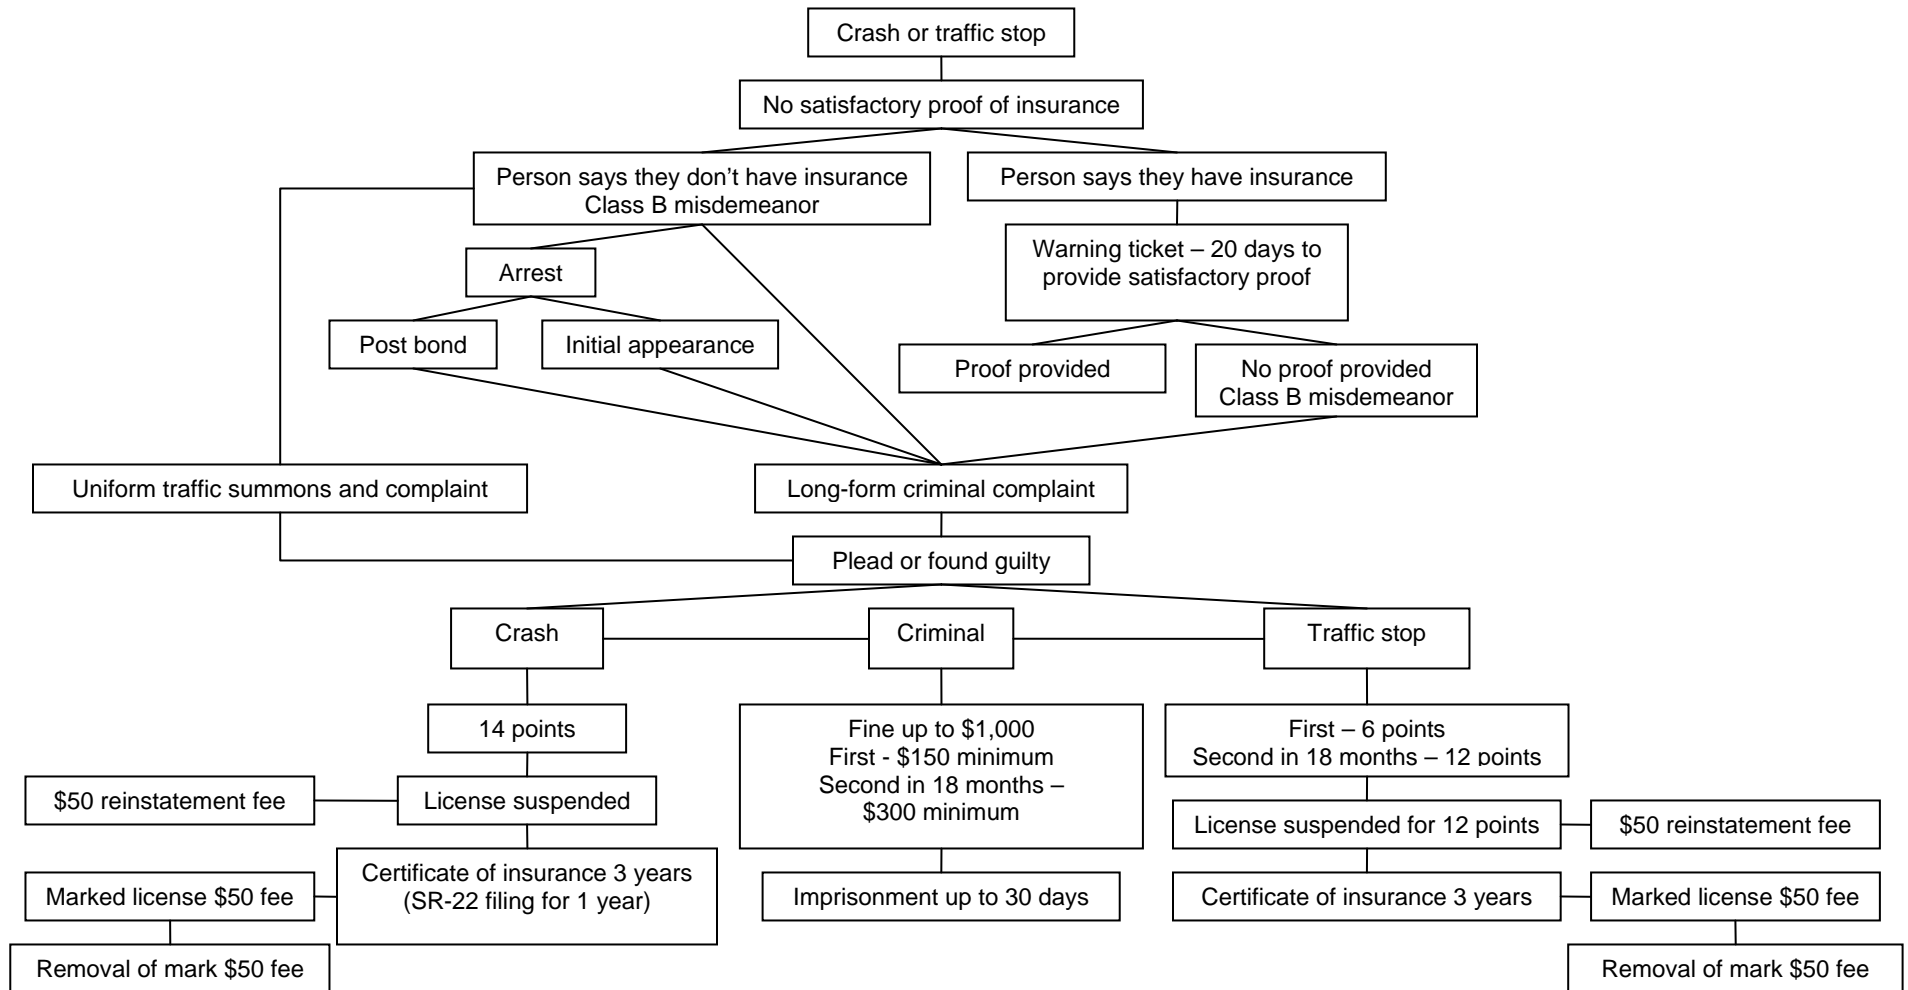 Crash or traffic stop
No satisfactory proof of insurance
Person says they don’t have insurance
Class B misdemeanor
Person says they have insurance
Arrest
Warning ticket – 20 days to
provide satisfactory proof
Post bond
Initial appearance
Proof provided
No proof provided
Class B misdemeanor
Uniform traffic summons and complaint
Long-form criminal complaint
Plead or found guilty
Crash
Criminal
Traffic stop
14 points
Fine up to $1,000
First - $150 minimum
Second in 18 months –
$300 minimum
First – 6 points
Second in 18 months – 12 points
$50 reinstatement fee
License suspended
License suspended for 12 points
$50 reinstatement fee
Marked license $50 fee
Certificate of insurance 3 years
(SR-22 filing for 1 year)
Imprisonment up to 30 days
Certificate of insurance 3 years
Marked license $50 fee
Removal of mark $50 fee
Removal of mark $50 fee